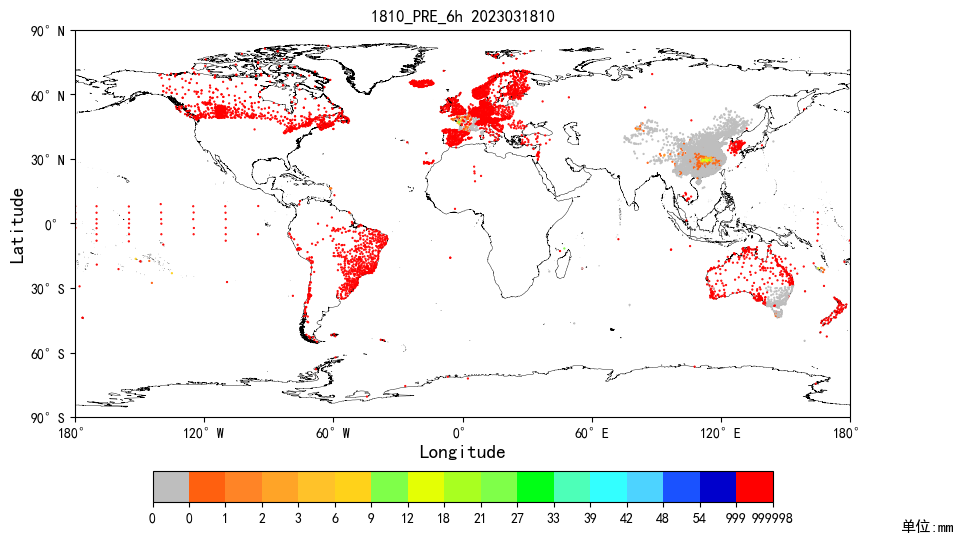 1810_PRE_6h 2023031810
90° N
60° N
30° N
0°
30° S
60° S
90° S
Latitude
180° 120° W 60° W 0° 60° E 120° E 180°
Longitude
0 0 1 2 3 6 9 12 18 21 27 33 39 42 48 54 999 999998
单位:mm